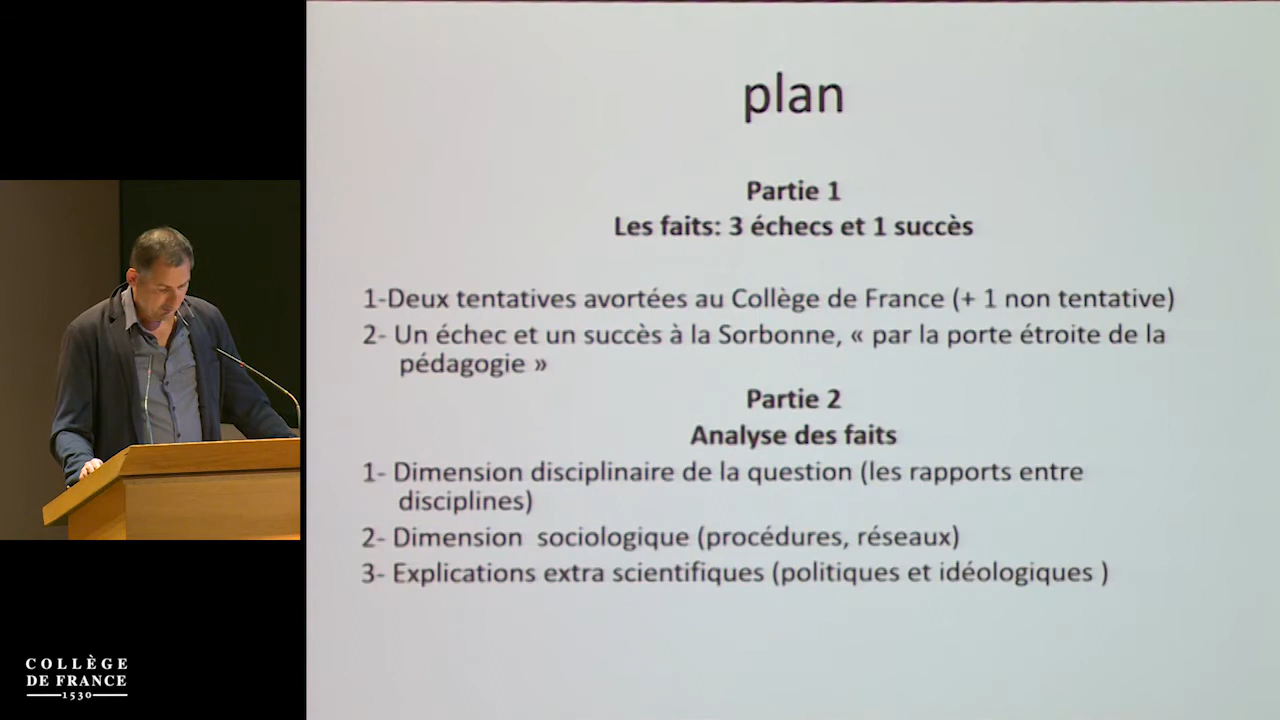 plan
Partie 1
Les faits: 3 échecs et 1 succès
1-Deux tentatives avortées au Collège de France (+ 1 non tentative)
2- Un échec et un succès à la Sorbonne, « par la porte étroite de la
pédagogie »
Partie 2
Analyse des faits
1- Dimension disciplinaire de la question (les rapports entre
disciplines)
2- Dimension  sociologique (procédures, réseaux)
3- Explications extra scientifiques (politiques et idéologiques )
COLLÈGE
DE FRANCE
1530